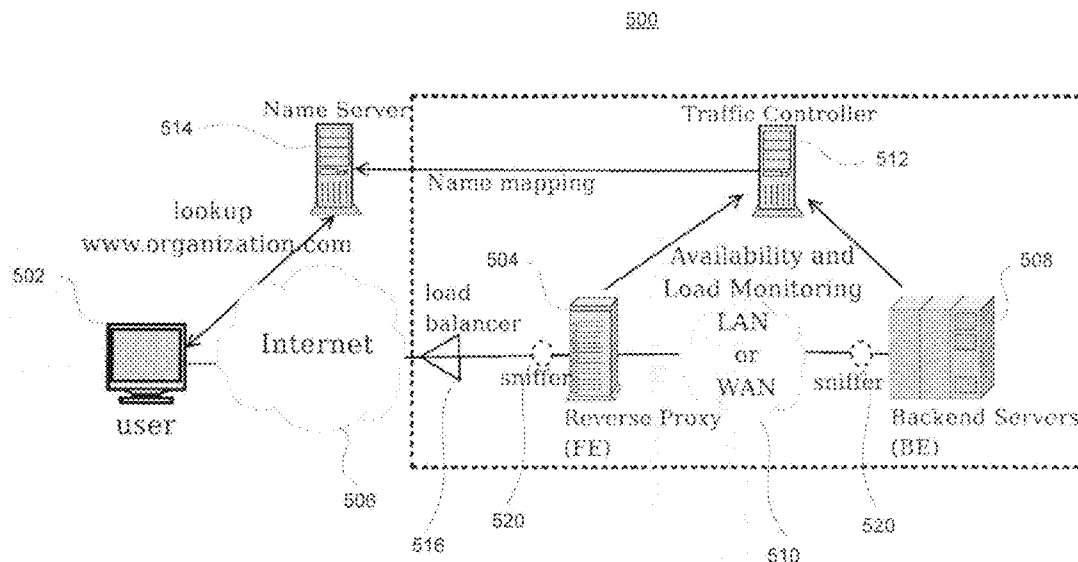 500
Name Server
514
Traffic Controller
512
Name mapping
lookup
www.organization.com
502
504
Availability and
Load Monitoring
508
load
balancer
LAN
or
WAN
Internet
sniffer
sniffer
user
Reverse Proxy
(FE)
Backend Servers
(BE)
506
516
520
510
520